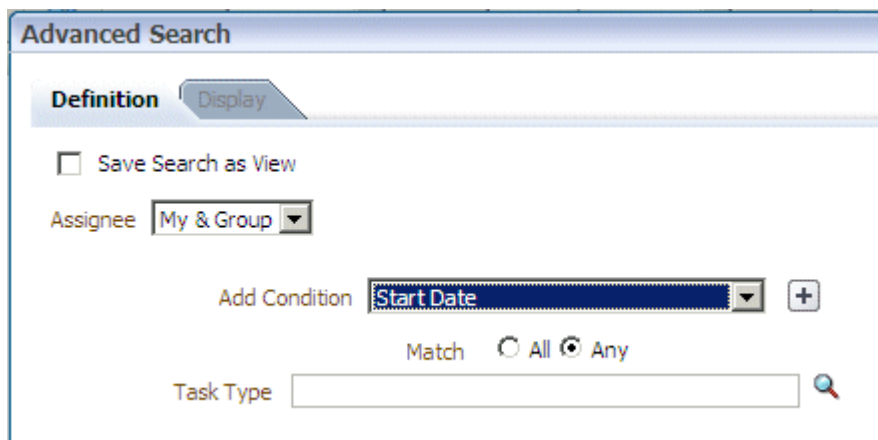 Advanced Search
Definition Display
Save Search as View
Assignee My & Group
Add Condition Start Date
Match All Any
Task Type